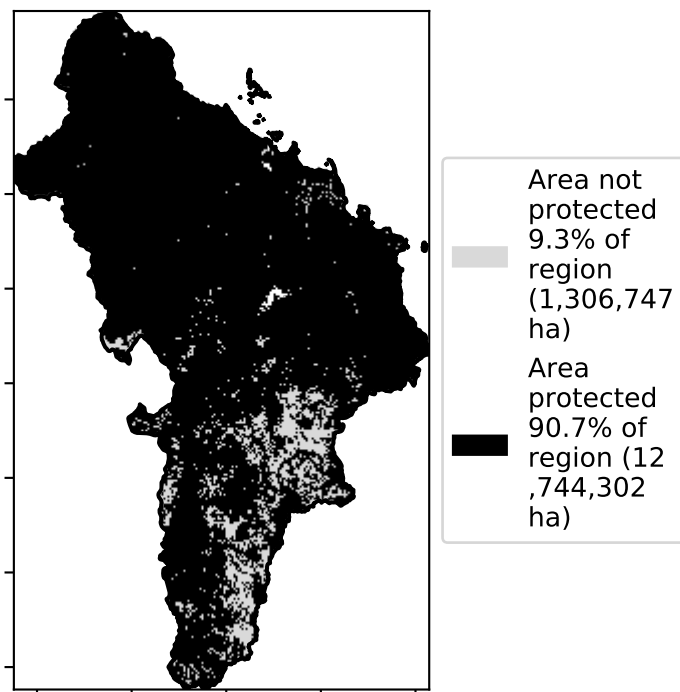 Area not
protected
9.3% of
region
(1,306,747
ha)
Area
protected
90.7% of
region (12
,744,302
ha)